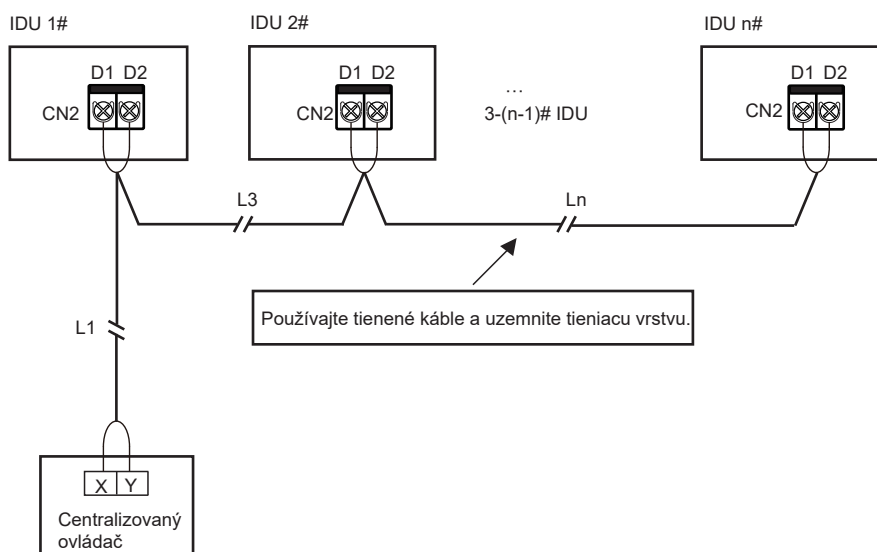 IDU 1#
IDU 2#
IDU n#
D1 D2
D1 D2
D1 D2
CN2
CN2
CN2
...
3-(n-1)# IDU
L3
Ln
Používajte tienené káble a uzemnite tieniacu vrstvu.
L1
X Y
Centralizovaný
ovládač